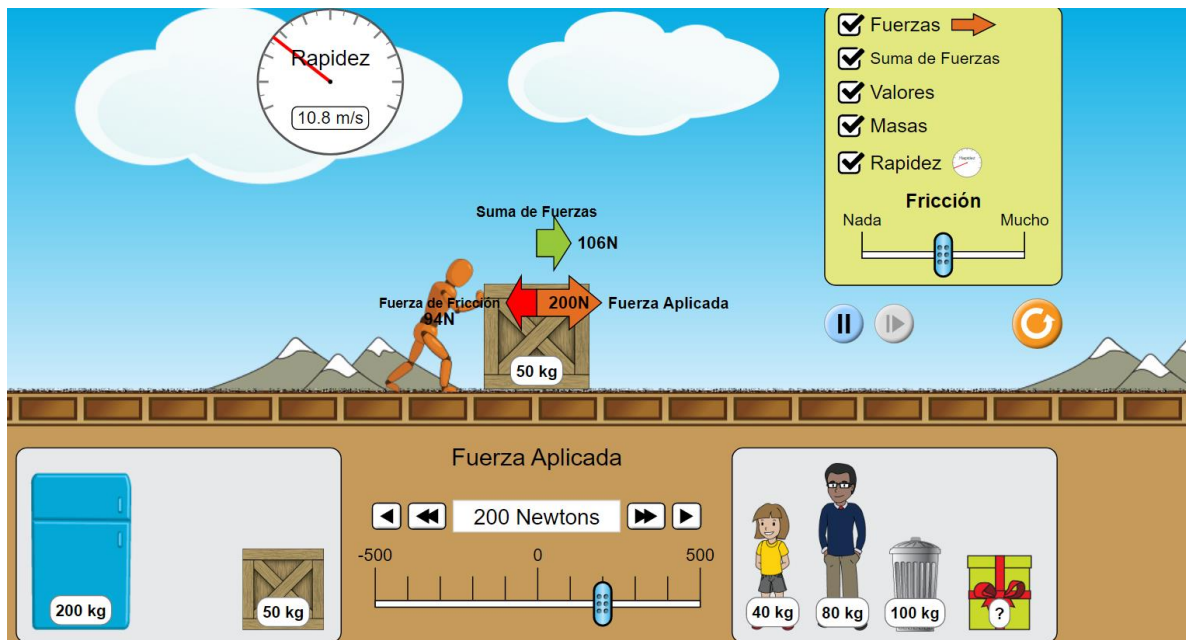 Rapidez
10.8 m/s
Fuerzas
Suma de Fuerzas
Valores
Masas
Rapidez
Rapidez
Fricción
Nada
Mucho
Suma de Fuerzas
106N
Fuerza de Fricción
94N
200N
Fuerza Aplicada
50 kg
Fuerza Aplicada
200 Newtons
-500
0
500
200 kg
50 kg
40 kg
80 kg
100 kg
?